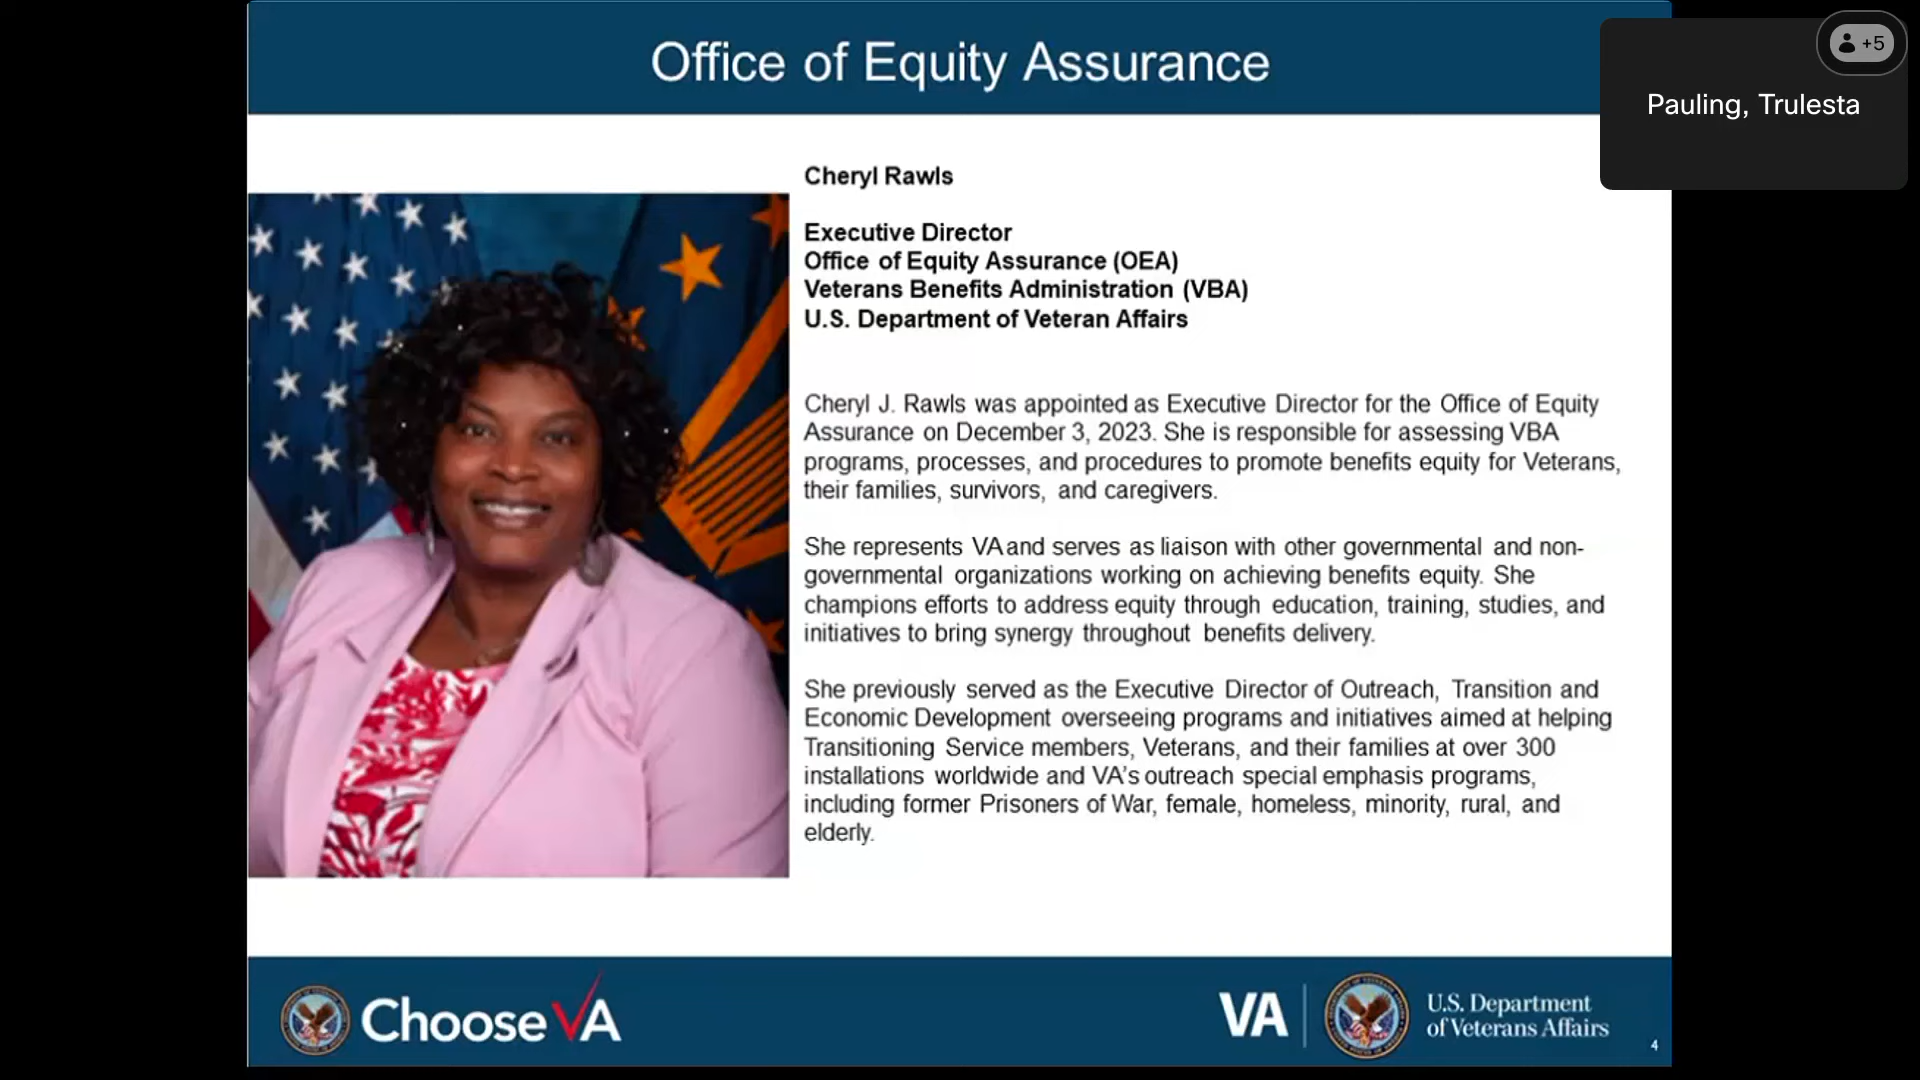 Office of Equity Assurance
+5
Pauling, Trulesta
Cheryl Rawls
Executive Director
Office of Equity Assurance (OEA)
Veterans Benefits Administration (VBA)
U.S. Department of Veteran Affairs
Cheryl J. Rawls was appointed as Executive Director for the Office of Equity
Assurance on December 3, 2023. She is responsible for assessing VBA
programs, processes, and procedures to promote benefits equity for Veterans,
their families, survivors, and caregivers.
She represents VA and serves as liaison with other governmental and non-
governmental organizations working on achieving benefits equity. She
champions efforts to address equity through education, training, studies, and
initiatives to bring synergy throughout benefits delivery.
She previously served as the Executive Director of Outreach, Transition and
Economic Development overseeing programs and initiatives aimed at helping
Transitioning Service members, Veterans, and their families at over 300
installations worldwide and VA's outreach special emphasis programs,
including former Prisoners of War, female, homeless, minority, rural, and
elderly.
Choose VA
VA
U.S. Department
of Veterans Affairs
4